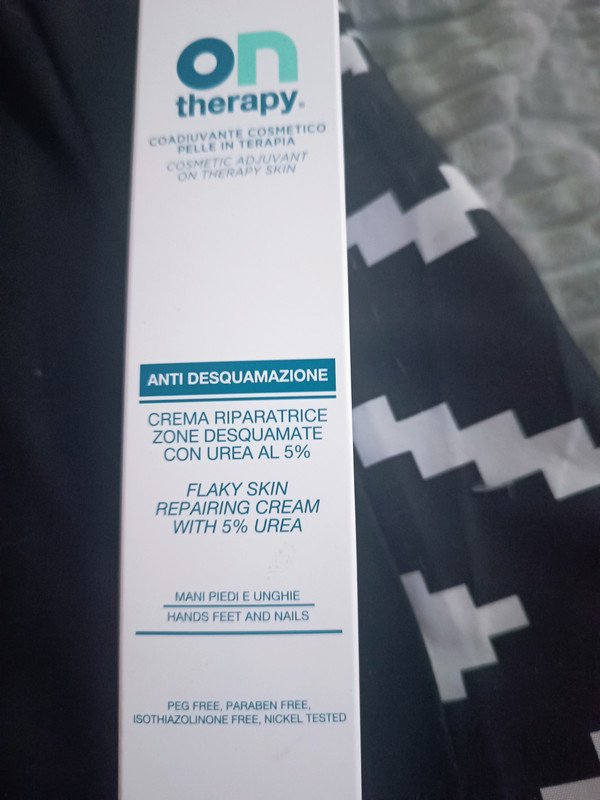 on
therapy®
COADIUVANTE COSMETICO
PELLE IN TERAPIA
COSMETIC ADJUVANT
ON THERAPY SKIN
ANTI DESQUAMAZIONE
CREMA RIPARATRICE
ZONE DESQUAMATE
CON UREA AL 5%
FLAKY SKIN
REPAIRING CREAM
WITH 5% UREA
MANI PIEDI E UNGHIE
HANDS FEET AND NAILS
PEG FREE, PARABEN FREE,
ISOTHIAZOLINONE FREE, NICKEL TESTED